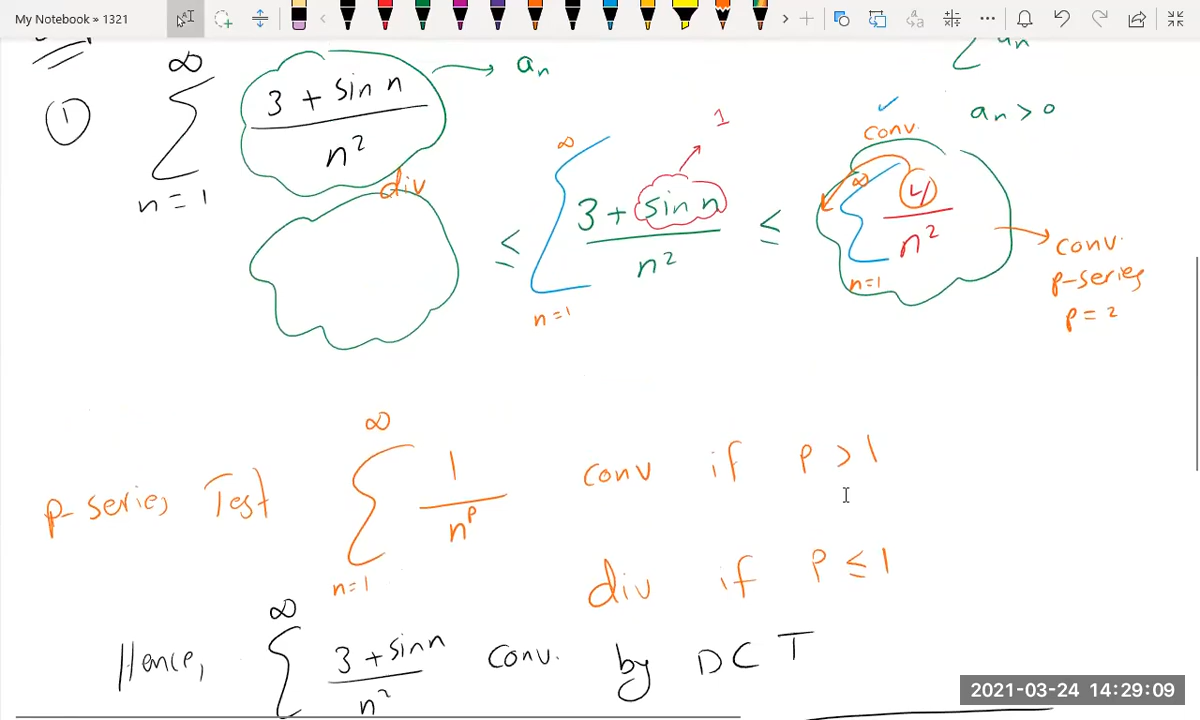 My Notebook » 1321
① ∑_{n=1}^{∞} (3 + sin n)/n² → aₙ
∑ aₙ
aₙ > 0
div ≤ ∑_{n=1}^{∞} (3 + sin n)/n² ≤ ∑_{n=1}^{∞} 4/n²
1
✓
conv.
conv.
p-series
p = 2
p-series Test ∑_{n=1}^{∞} 1/n^p conv if p > 1
div if p ≤ 1
Hence, ∑^{∞} (3 + sin n)/n² conv. by DCT
2021-03-24 14:29:09